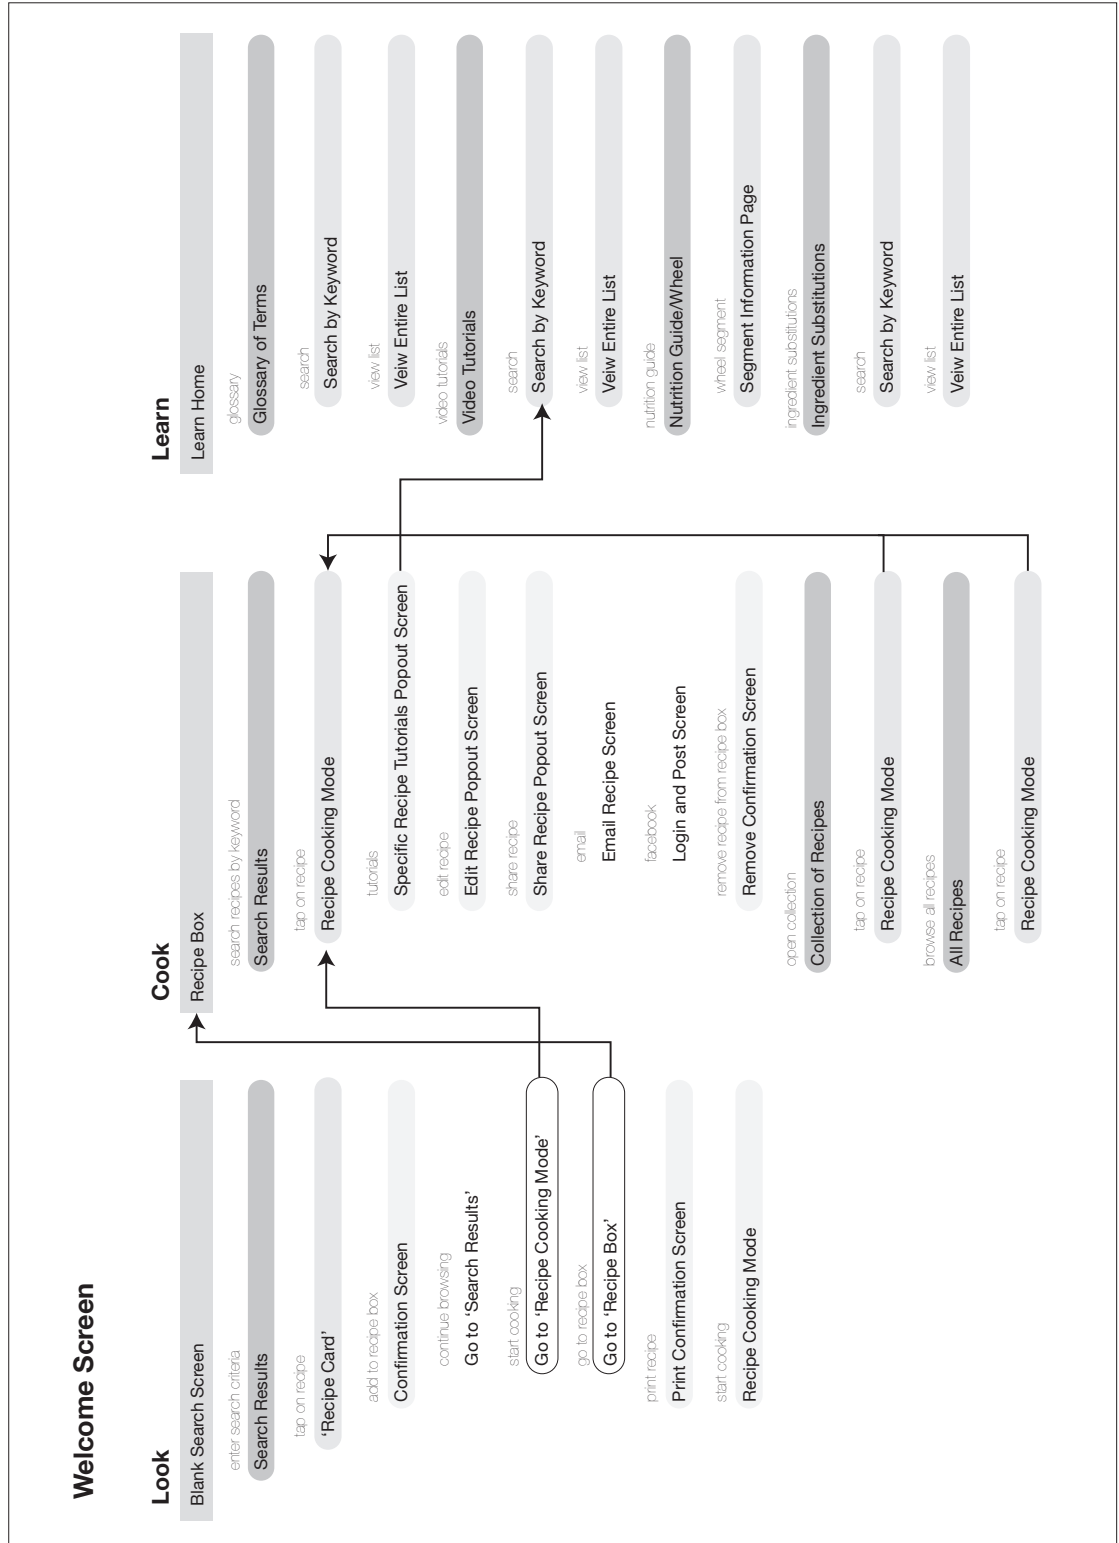 Welcome Screen
Look
Blank Search Screen
enter search criteria
Search Results
tap on recipe
‘Recipe Card’
add to recipe box
Confirmation Screen
continue browsing
Go to ‘Search Results’
start cooking
Go to ‘Recipe Cooking Mode’
go to recipe box
Go to ‘Recipe Box’
print recipe
Print Confirmation Screen
start cooking
Recipe Cooking Mode
Cook
Recipe Box
search recipes by keyword
Search Results
tap on recipe
Recipe Cooking Mode
tutorials
Specific Recipe Tutorials Popout Screen
edit recipe
Edit Recipe Popout Screen
share recipe
Share Recipe Popout Screen
email
Email Recipe Screen
facebook
Login and Post Screen
remove recipe from recipe box
Remove Confirmation Screen
open collection
Collection of Recipes
tap on recipe
Recipe Cooking Mode
browse all recipes
All Recipes
tap on recipe
Recipe Cooking Mode
Learn
Learn Home
glossary
Glossary of Terms
search
Search by Keyword
view list
Veiw Entire List
video tutorials
Video Tutorials
search
Search by Keyword
view list
Veiw Entire List
nutrition guide
Nutrition Guide/Wheel
wheel segment
Segment Information Page
ingredient substitutions
Ingredient Substitutions
search
Search by Keyword
view list
Veiw Entire List